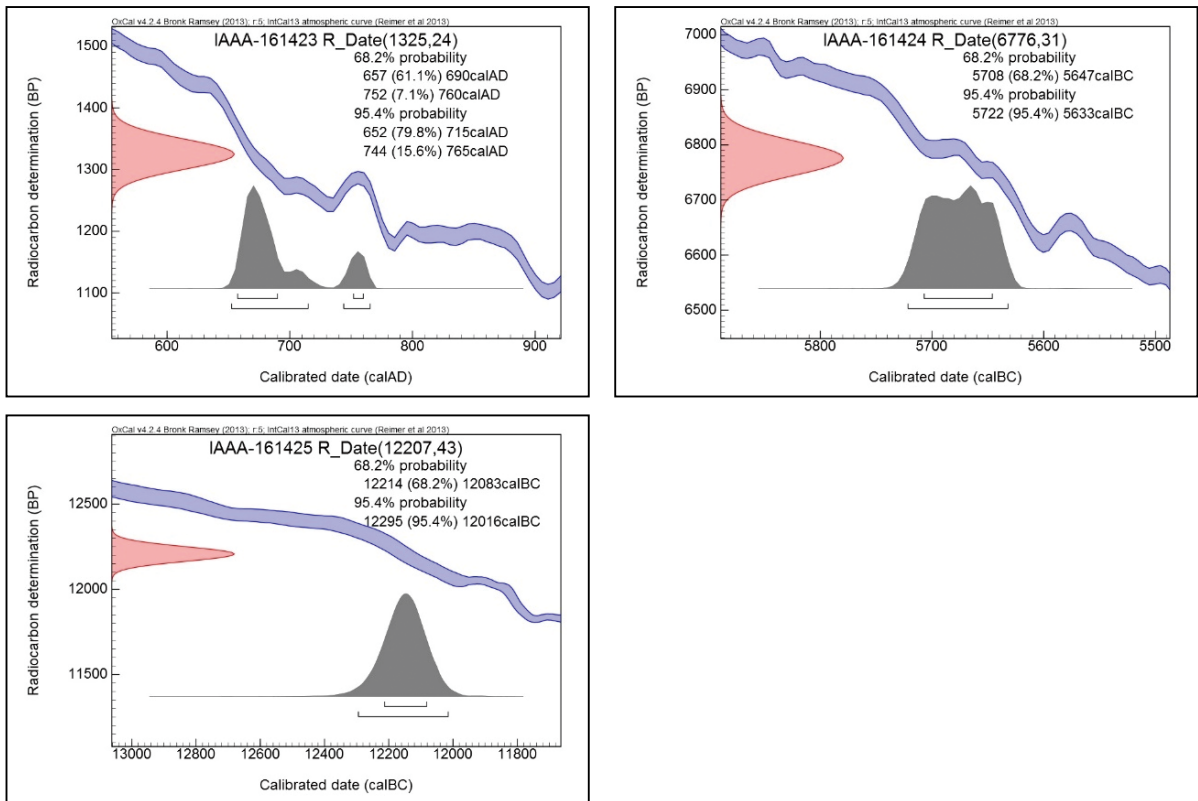 OxCal v4.2.4 Bronk Ramsey (2013); r:5; IntCal13 atmospheric curve (Reimer et al 2013)
IAAA-161423 R_Date(1325,24)
68.2% probability
657 (61.1%) 690calAD
752 (7.1%) 760calAD
95.4% probability
652 (79.8%) 715calAD
744 (15.6%) 765calAD
Radiocarbon determination (BP)
1500
1400
1300
1200
1100
600 700 800 900
Calibrated date (calAD)
OxCal v4.2.4 Bronk Ramsey (2013); r:5; IntCal13 atmospheric curve (Reimer et al 2013)
IAAA-161424 R_Date(6776,31)
68.2% probability
5708 (68.2%) 5647calBC
95.4% probability
5722 (95.4%) 5633calBC
Radiocarbon determination (BP)
7000
6900
6800
6700
6600
6500
5800 5700 5600 5500
Calibrated date (calBC)
OxCal v4.2.4 Bronk Ramsey (2013); r:5; IntCal13 atmospheric curve (Reimer et al 2013)
IAAA-161425 R_Date(12207,43)
68.2% probability
12214 (68.2%) 12083calBC
95.4% probability
12295 (95.4%) 12016calBC
Radiocarbon determination (BP)
12500
12000
11500
13000 12800 12600 12400 12200 12000 11800
Calibrated date (calBC)